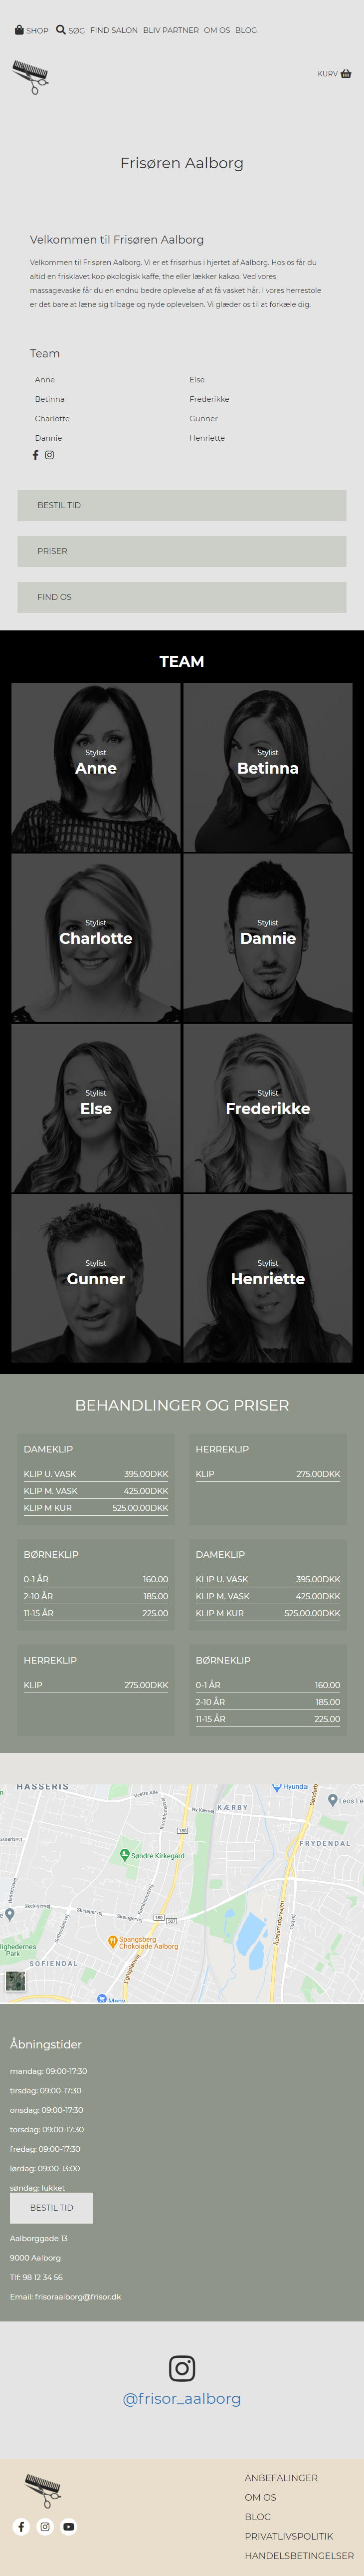 SHOP SØG FIND SALON BLIV PARTNER OM OS BLOG
KURV
Frisøren Aalborg
Velkommen til Frisøren Aalborg
Velkommen til Frisøren Aalborg. Vi er et frisørhus i hjertet af Aalborg. Hos os får du
altid en frisklavet kop økologisk kaffe, the eller lækker kakao. Ved vores
massagevaske får du en endnu bedre oplevelse af at få vasket hår. I vores herrestole
er det bare at læne sig tilbage og nyde oplevelsen. Vi glæder os til at forkæle dig.
Team
Anne Else
Betinna Frederikke
Charlotte Gunner
Dannie Henriette
BESTIL TID
PRISER
FIND OS
TEAM
Stylist Stylist
Anne Betinna
Stylist Stylist
Charlotte Dannie
Stylist Stylist
Else Frederikke
Stylist Stylist
Gunner Henriette
BEHANDLINGER OG PRISER
DAMEKLIP
KLIP U. VASK 395.00DKK
KLIP M. VASK 425.00DKK
KLIP M KUR 525.00.00DKK
HERREKLIP
KLIP 275.00DKK
BØRNEKLIP
0-1 ÅR 160.00
2-10 ÅR 185.00
11-15 ÅR 225.00
DAMEKLIP
KLIP U. VASK 395.00DKK
KLIP M. VASK 425.00DKK
KLIP M KUR 525.00.00DKK
HERREKLIP
KLIP 275.00DKK
BØRNEKLIP
0-1 ÅR 160.00
2-10 ÅR 185.00
11-15 ÅR 225.00
HASSERIS
Hyundai
Vestre Alle
Leos Le
Ny Kærvej
KÆRBY
FRYDENDAL
180
Søndre Kirkegård
Skelagervej
180
507
Spangsberg
Chokolade Aalborg
Park
SOFIENDAL
Meny
Åbningstider
mandag: 09:00-17:30
tirsdag: 09:00-17:30
onsdag: 09:00-17:30
torsdag: 09:00-17:30
fredag: 09:00-17:30
lørdag: 09:00-13:00
søndag: lukket
BESTIL TID
Aalborggade 13
9000 Aalborg
Tlf: 98 12 34 56
Email: frisoraalborg@frisor.dk
@frisor_aalborg
ANBEFALINGER
OM OS
BLOG
PRIVATLIVSPOLITIK
HANDELSBETINGELSER